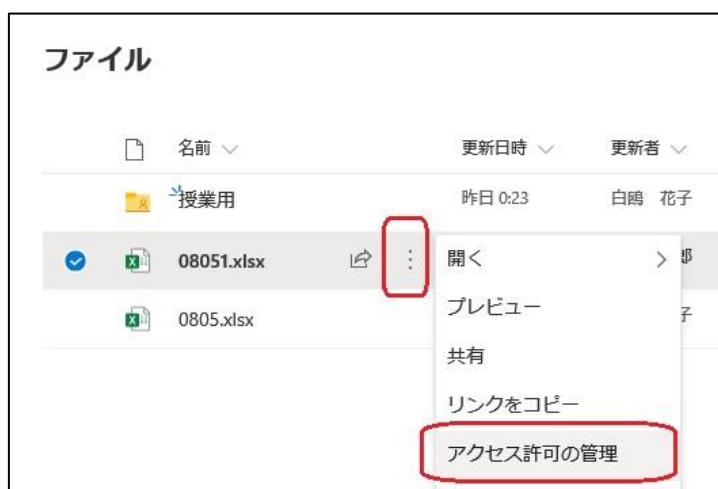 ファイル
名前 更新日時 更新者
授業用 昨日 0:23 白鴎 花子
08051.xlsx 開く 郎
0805.xlsx プレビュー 子
共有
リンクをコピー
アクセス許可の管理